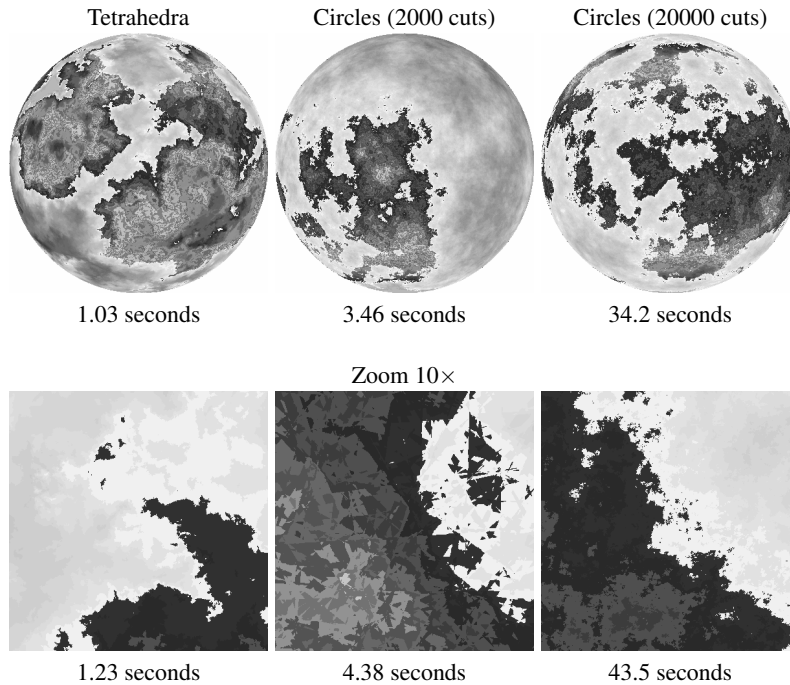 Tetrahedra Circles (2000 cuts) Circles (20000 cuts)
1.03 seconds 3.46 seconds 34.2 seconds
Zoom 10×
1.23 seconds 4.38 seconds 43.5 seconds